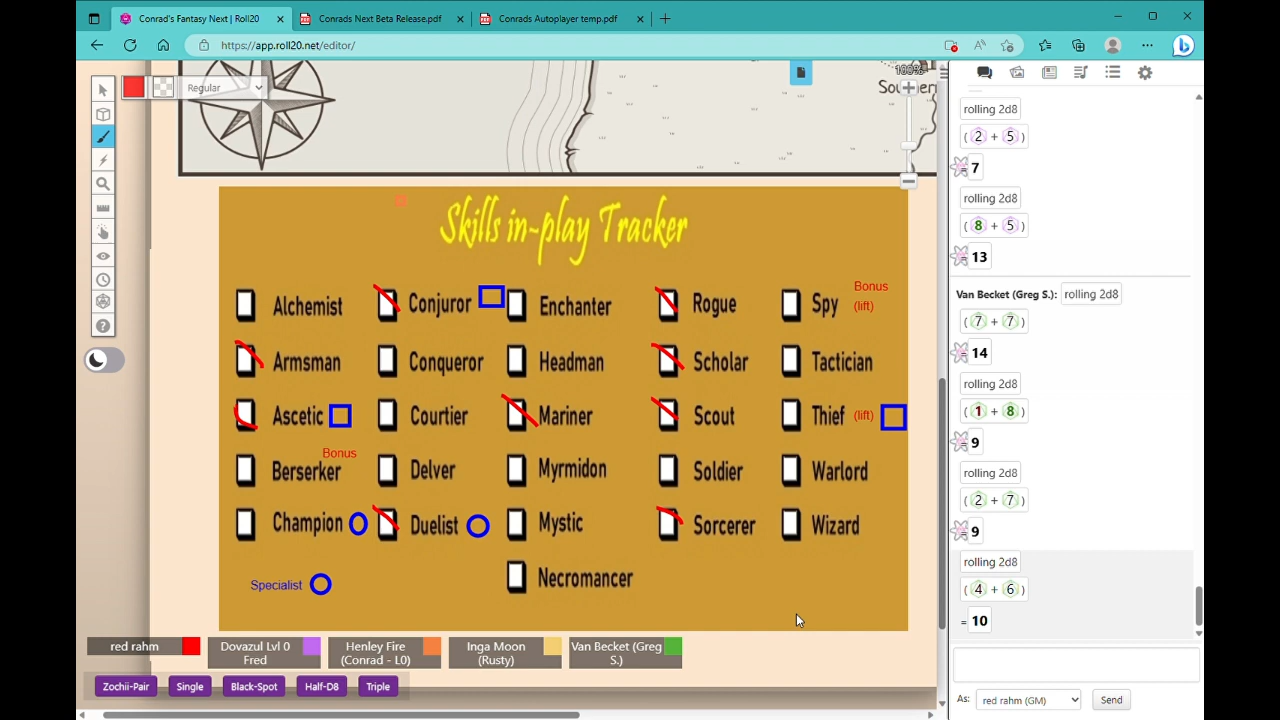 Conrad's Fantasy Next | Roll20
Conrads Next Beta Release.pdf
Conrads Autoplayer temp.pdf
https://app.roll20.net/editor/
Regular
100%
rolling 2d8
(2 + 5)
= 7
rolling 2d8
(8 + 5)
= 13
Van Becket (Greg S.): rolling 2d8
(7 + 7)
= 14
rolling 2d8
(1 + 8)
= 9
rolling 2d8
(2 + 7)
= 9
rolling 2d8
(4 + 6)
= 10
As: red rahm (GM) Send
Skills in-play Tracker
Alchemist Conjuror Enchanter Rogue Spy Bonus (lift)
Armsman Conqueror Headman Scholar Tactician
Ascetic Courtier Mariner Scout Thief (lift)
Bonus
Berserker Delver Myrmidon Soldier Warlord
Champion Duelist Mystic Sorcerer Wizard
Specialist Necromancer
red rahm
Dovazul Lvl 0
Fred
Henley Fire
(Conrad - L0)
Inga Moon
(Rusty)
Van Becket (Greg
S.)
Zochii-Pair Single Black-Spot Half-D8 Triple